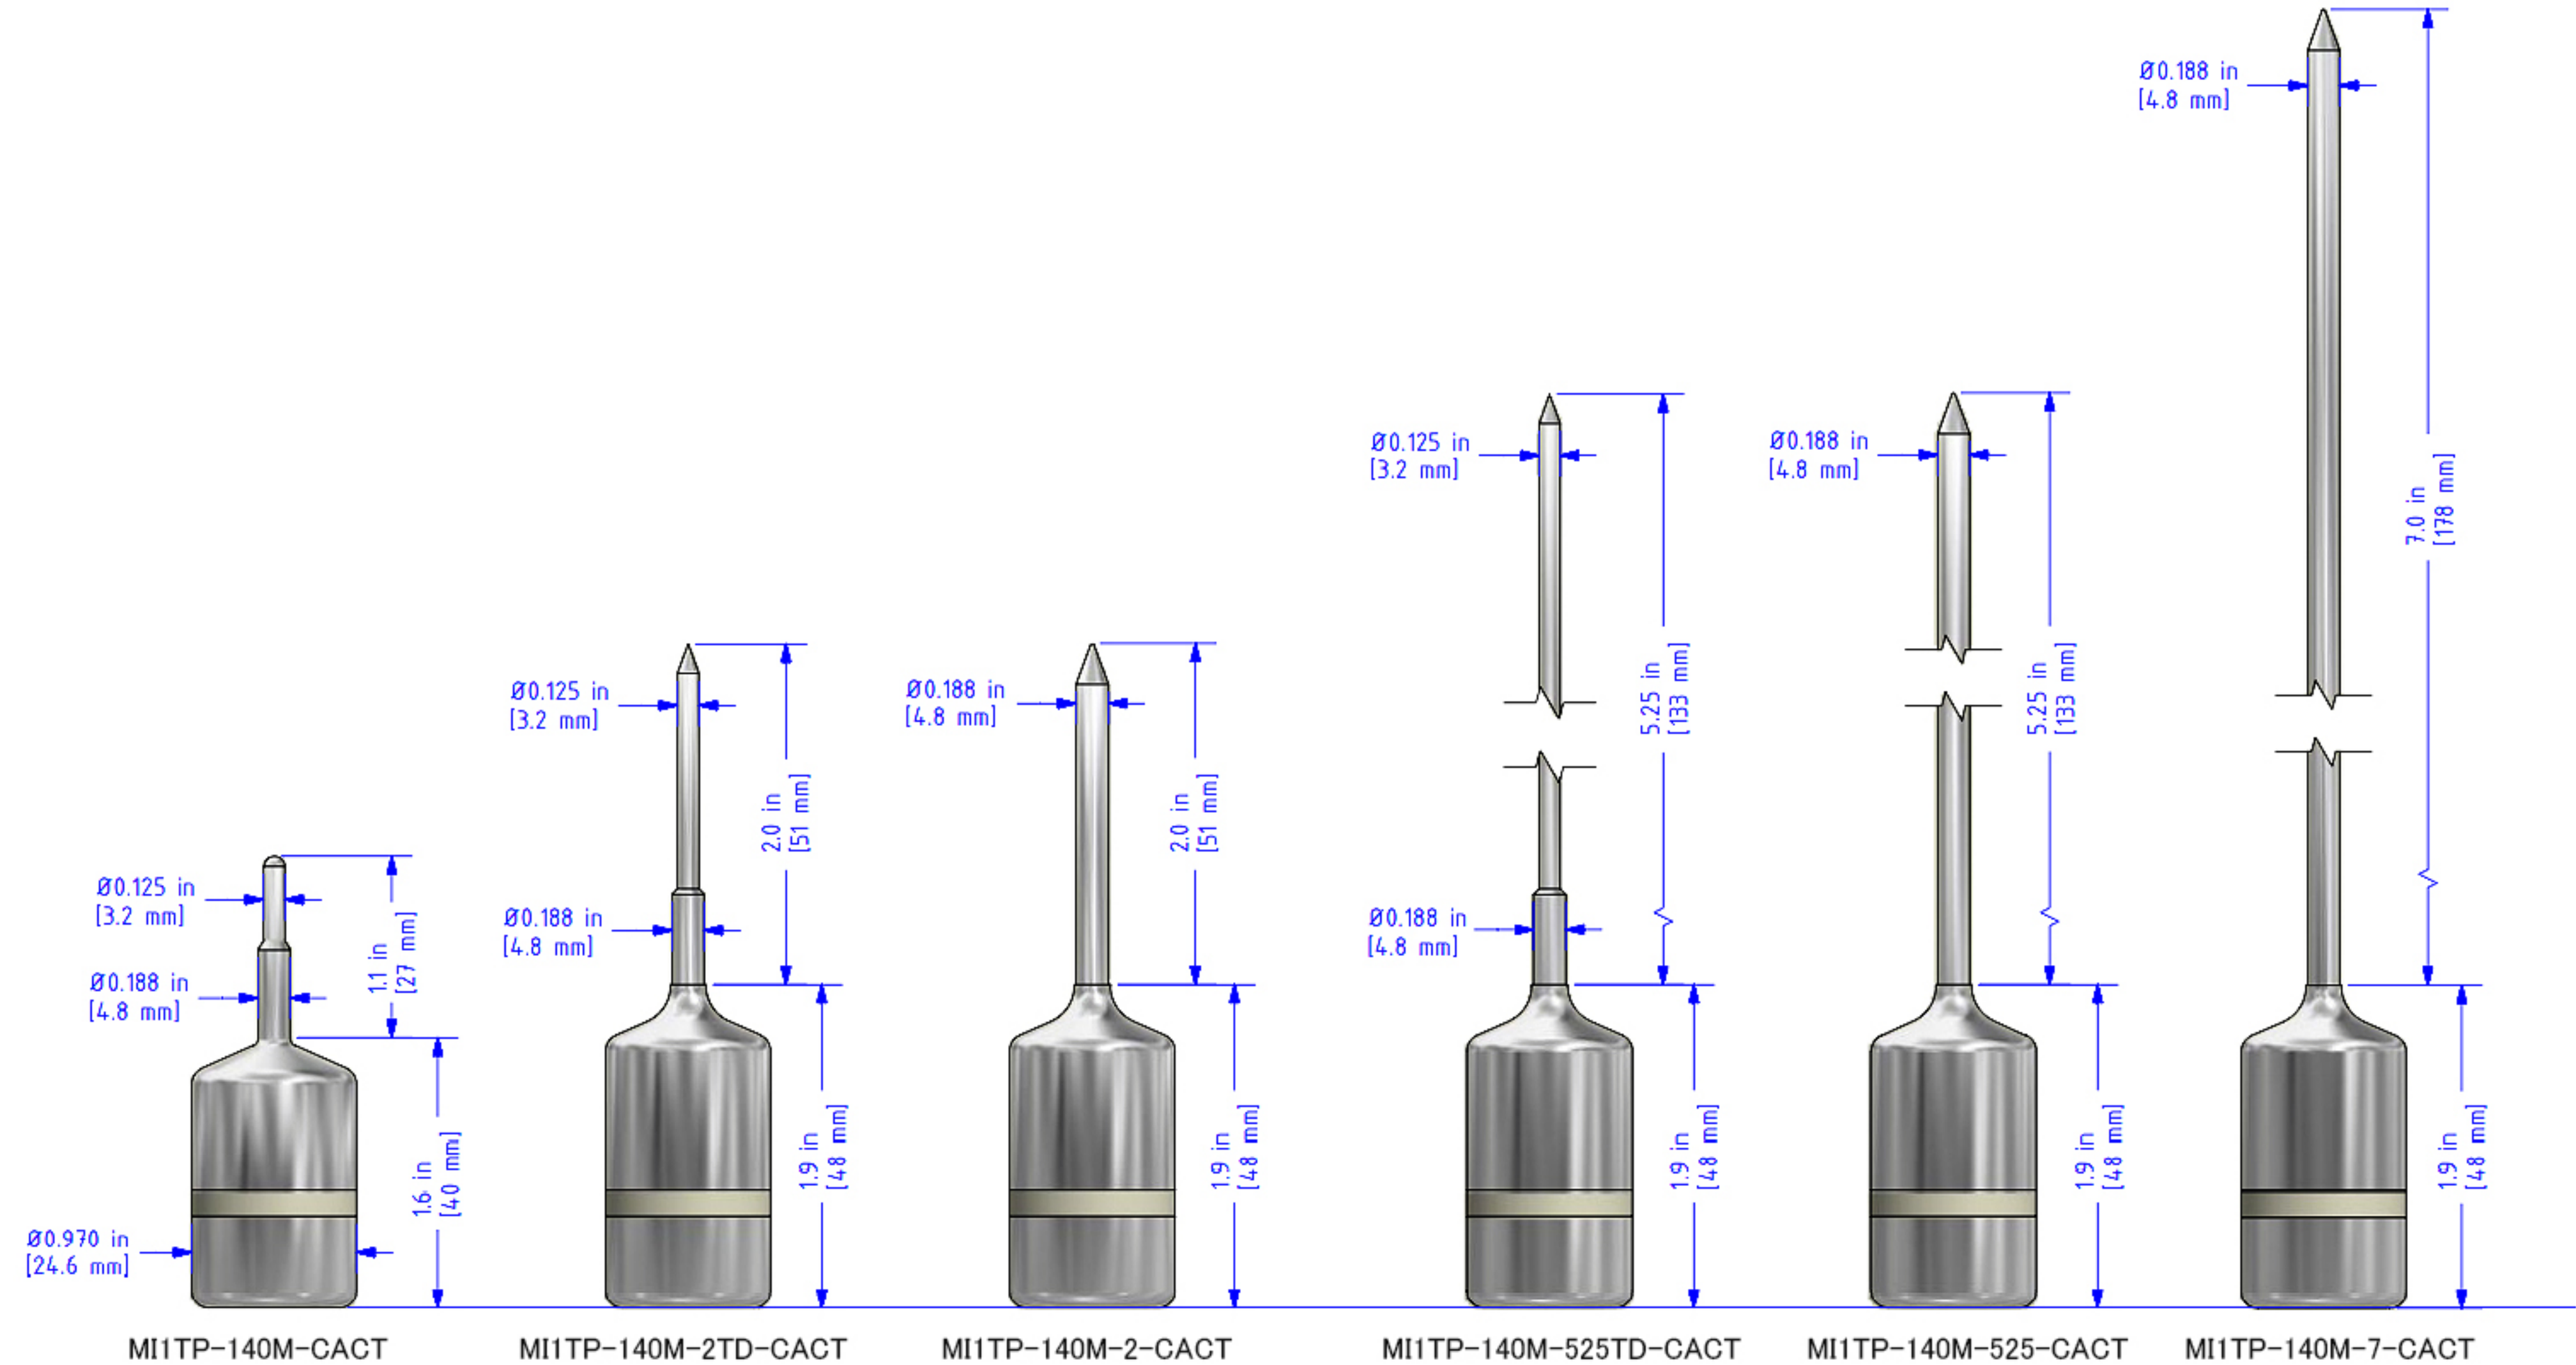 Ø0.125 in
[3.2 mm]
Ø0.188 in
[4.8 mm]
1.1 in
[27 mm]
1.6 in
[40 mm]
Ø0.970 in
[24.6 mm]
MI1TP-140M-CACT
Ø0.125 in
[3.2 mm]
Ø0.188 in
[4.8 mm]
2.0 in
[51 mm]
1.9 in
[48 mm]
MI1TP-140M-2TD-CACT
Ø0.188 in
[4.8 mm]
2.0 in
[51 mm]
1.9 in
[48 mm]
MI1TP-140M-2-CACT
Ø0.125 in
[3.2 mm]
Ø0.188 in
[4.8 mm]
5.25 in
[133 mm]
1.9 in
[48 mm]
MI1TP-140M-525TD-CACT
Ø0.188 in
[4.8 mm]
5.25 in
[133 mm]
1.9 in
[48 mm]
MI1TP-140M-525-CACT
Ø0.188 in
[4.8 mm]
7.0 in
[178 mm]
1.9 in
[48 mm]
MI1TP-140M-7-CACT